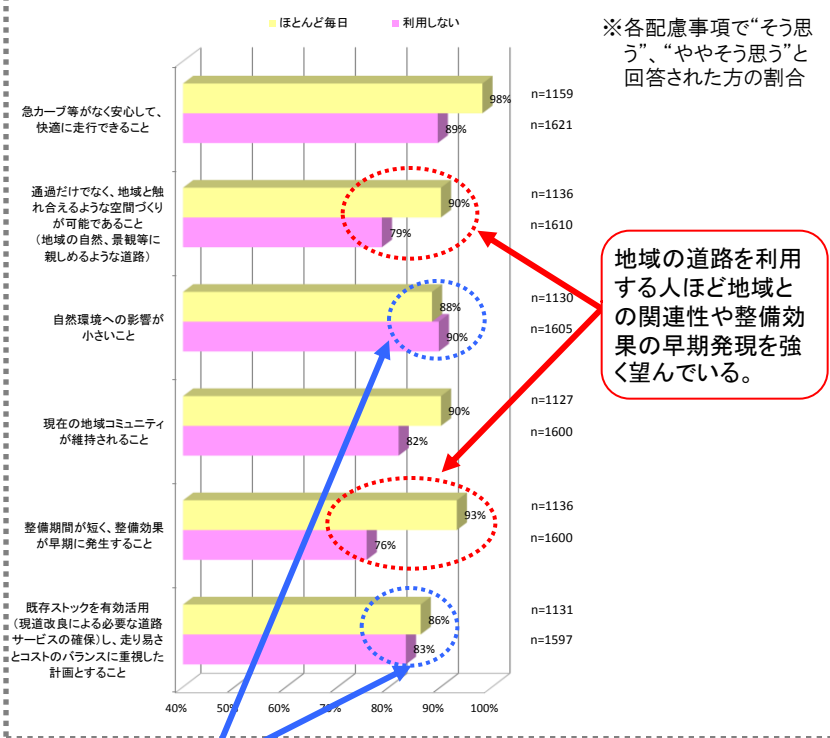 ほとんど毎日
利用しない
※各配慮事項で“そう思
う”、“ややそう思う”と
回答された方の割合
急カーブ等がなく安心して、
快適に走行できること
98%
89%
n=1159
n=1621
通過だけでなく、地域と触
れ合えるような空間づくり
が可能であること
（地域の自然、景観等に
親しめるような道路）
90%
79%
n=1136
n=1610
地域の道路を利用
する人ほど地域と
の関連性や整備効
果の早期発現を強
く望んでいる。
自然環境への影響が
小さいこと
88%
90%
n=1130
n=1605
現在の地域コミュニティ
が維持されること
90%
82%
n=1127
n=1600
整備期間が短く、整備効果
が早期に発生すること
93%
76%
n=1136
n=1600
既存ストックを有効活用
（現道改良による必要な道路
サービスの確保）し、走り易さ
とコストのバランスに重視した
計画とすること
86%
83%
n=1131
n=1597
40%
50%
60%
70%
80%
90%
100%